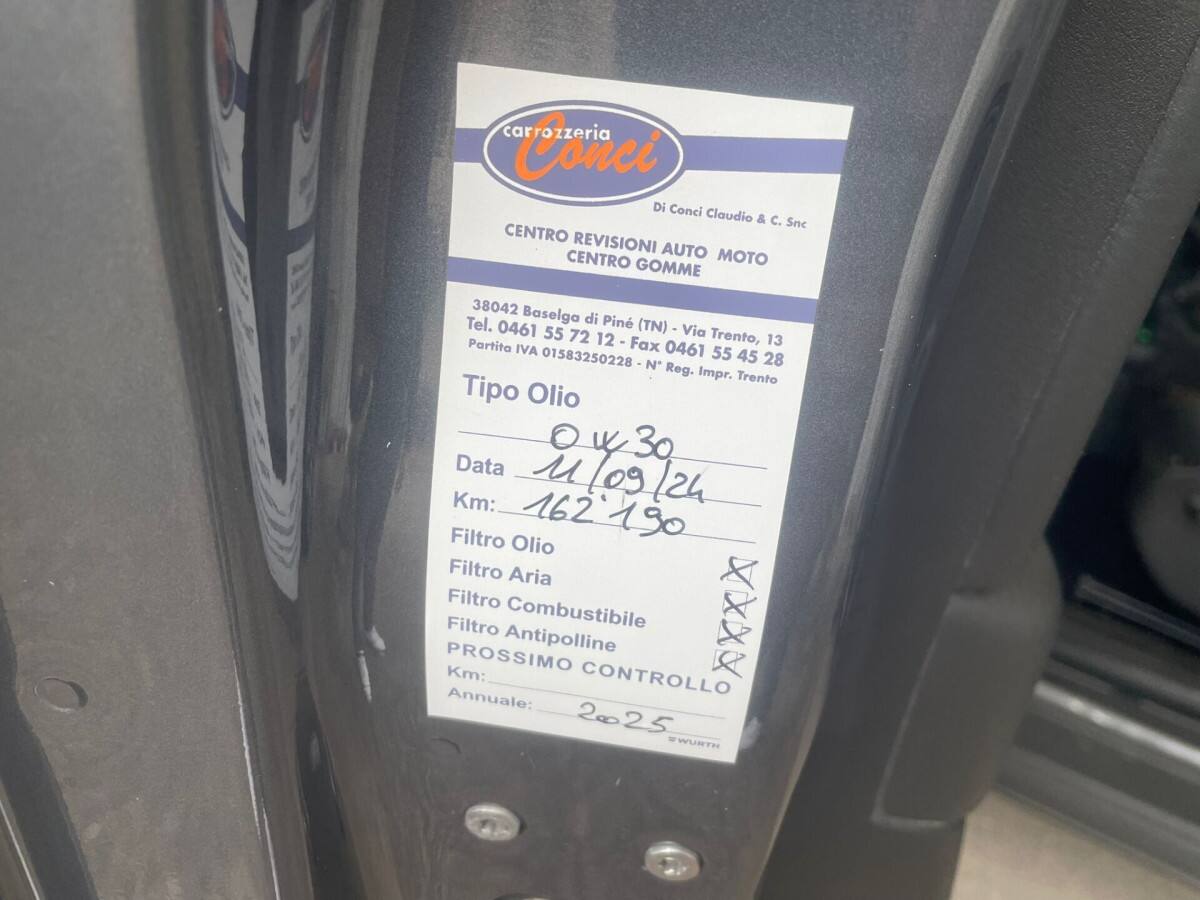 carrozzeria
Conci
Di Conci Claudio & C. Snc
CENTRO REVISIONI AUTO MOTO
CENTRO GOMME
38042 Baselga di Piné (TN) - Via Trento, 13
Tel. 0461 55 72 12 - Fax 0461 55 45 28
Partita IVA 01583250228 - N° Reg. Impr. Trento
Tipo Olio
0w30
Data 11/09/24
Km: 162'190
Filtro Olio
Filtro Aria
Filtro Combustibile
Filtro Antipolline
PROSSIMO CONTROLLO
Km:
Annuale: 2025
WURTH